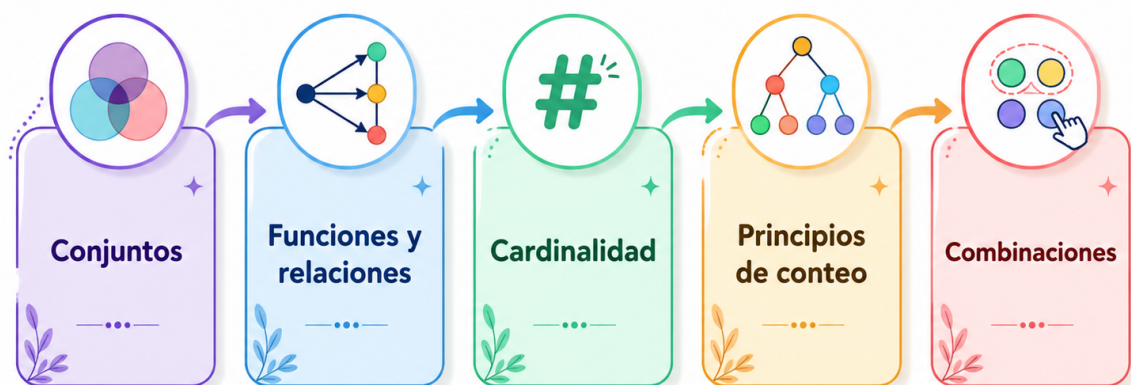 Conjuntos
Funciones y
relaciones
#
Cardinalidad
Principios
de conteo
Combinaciones